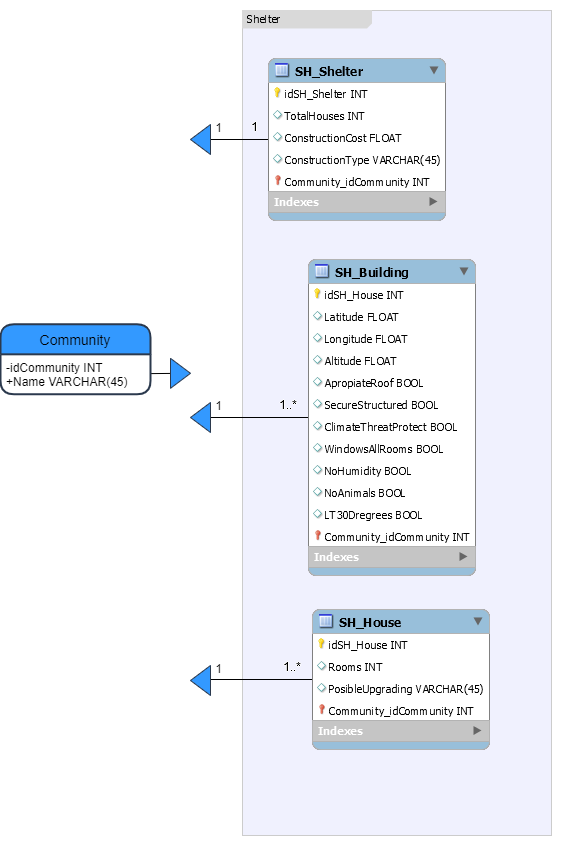 Shelter
SH_Shelter
idSH_Shelter INT
TotalHouses INT
ConstructionCost FLOAT
ConstructionType VARCHAR(45)
Community_idCommunity INT
Indexes
1
1
SH_Building
idSH_House INT
Latitude FLOAT
Longitude FLOAT
Altitude FLOAT
ApropiateRoof BOOL
SecureStructured BOOL
ClimateThreatProtect BOOL
WindowsAllRooms BOOL
NoHumidity BOOL
NoAnimals BOOL
LT30Dregrees BOOL
Community_idCommunity INT
Indexes
Community
-idCommunity INT
+Name VARCHAR(45)
1
1..*
SH_House
idSH_House INT
Rooms INT
PosibleUpgrading VARCHAR(45)
Community_idCommunity INT
Indexes
1
1..*